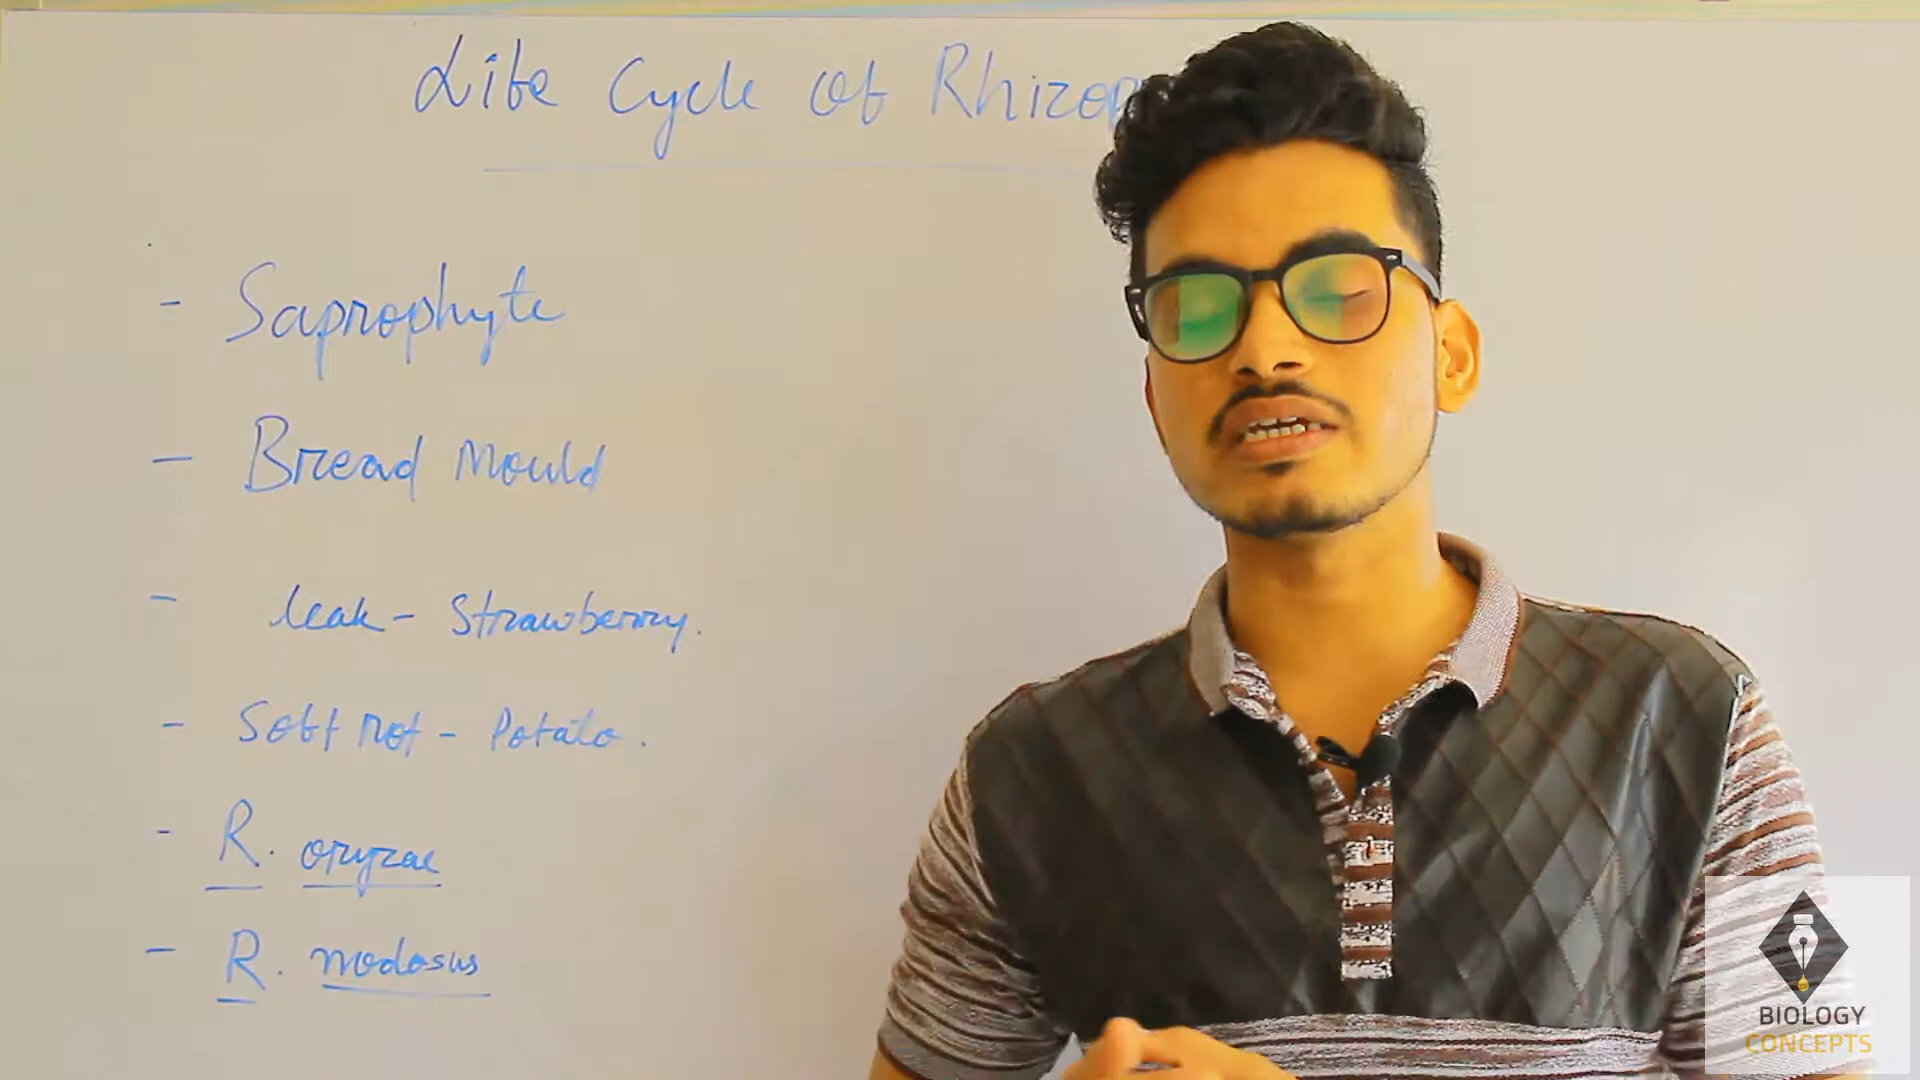 Life Cycle of Rhizop
- Saprophyte
- Bread Mould
- leak - Strawberry.
- Soft rot - Potato.
- R. oryzae
- R. nodosus
BIOLOGY
CONCEPTS